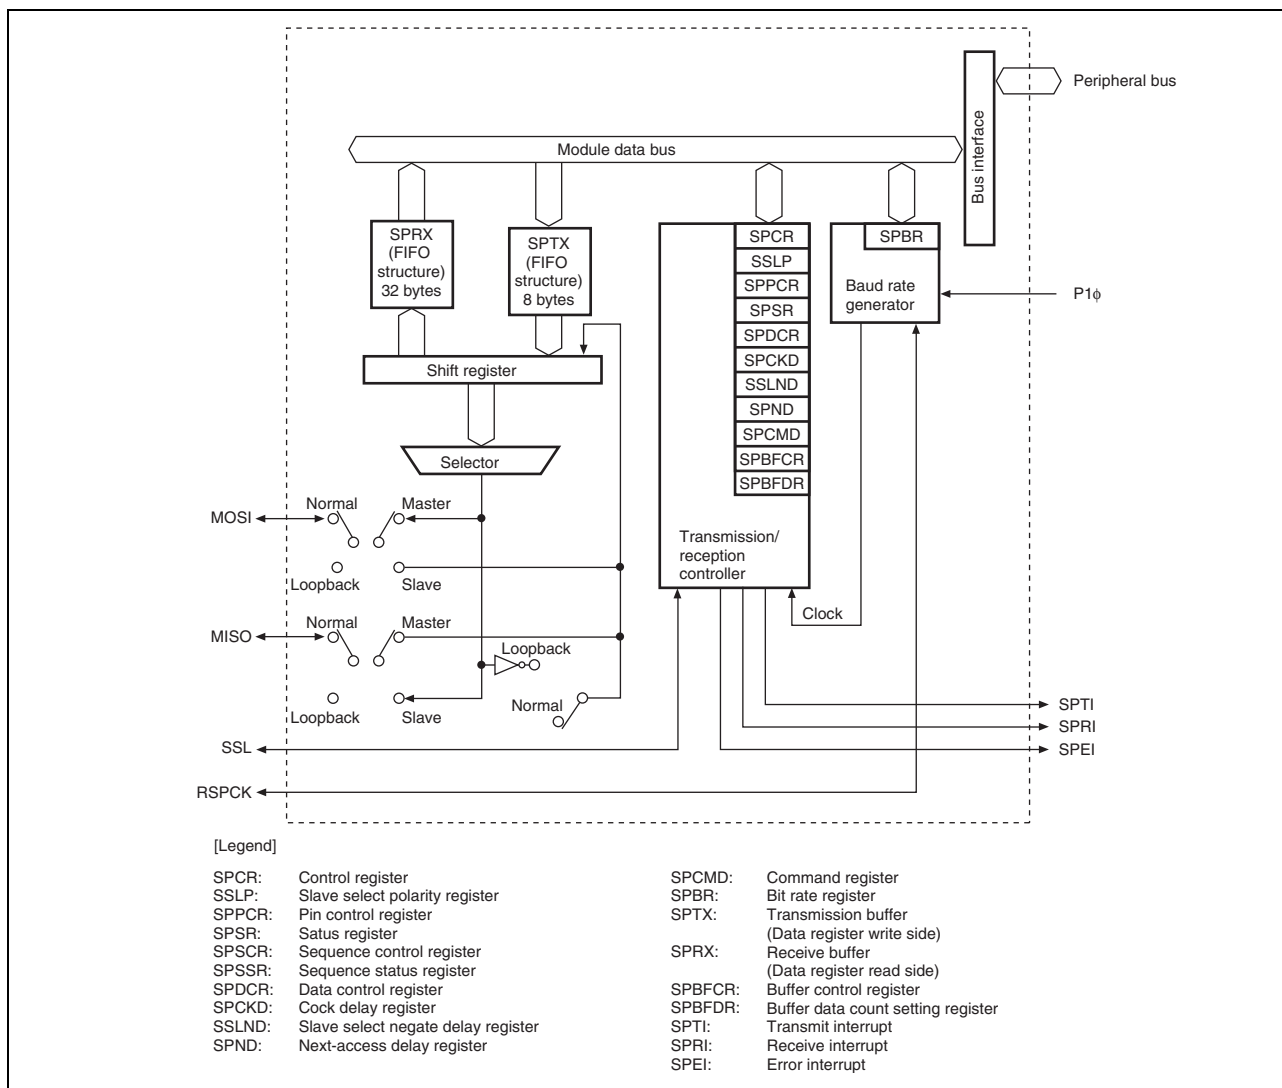 Peripheral bus
Bus interface
Module data bus
SPRX
(FIFO
structure)
32 bytes
SPTX
(FIFO
structure)
8 bytes
SPCR
SSLP
SPPCR
SPSR
SPDCR
SPCKD
SSLND
SPND
SPCMD
SPBFCR
SPBFDR
Transmission/
reception
controller
SPBR
Baud rate
generator
P1ϕ
Shift register
Selector
MOSI
Normal
Master
Loopback
Slave
Clock
MISO
Normal
Master
Loopback
Loopback
Slave
Normal
SPTI
SPRI
SPEI
SSL
RSPCK
[Legend]
SPCR: Control register
SSLP: Slave select polarity register
SPPCR: Pin control register
SPSR: Satus register
SPSCR: Sequence control register
SPSSR: Sequence status register
SPDCR: Data control register
SPCKD: Cock delay register
SSLND: Slave select negate delay register
SPND: Next-access delay register
SPCMD: Command register
SPBR: Bit rate register
SPTX: Transmission buffer
(Data register write side)
SPRX: Receive buffer
(Data register read side)
SPBFCR: Buffer control register
SPBFDR: Buffer data count setting register
SPTI: Transmit interrupt
SPRI: Receive interrupt
SPEI: Error interrupt